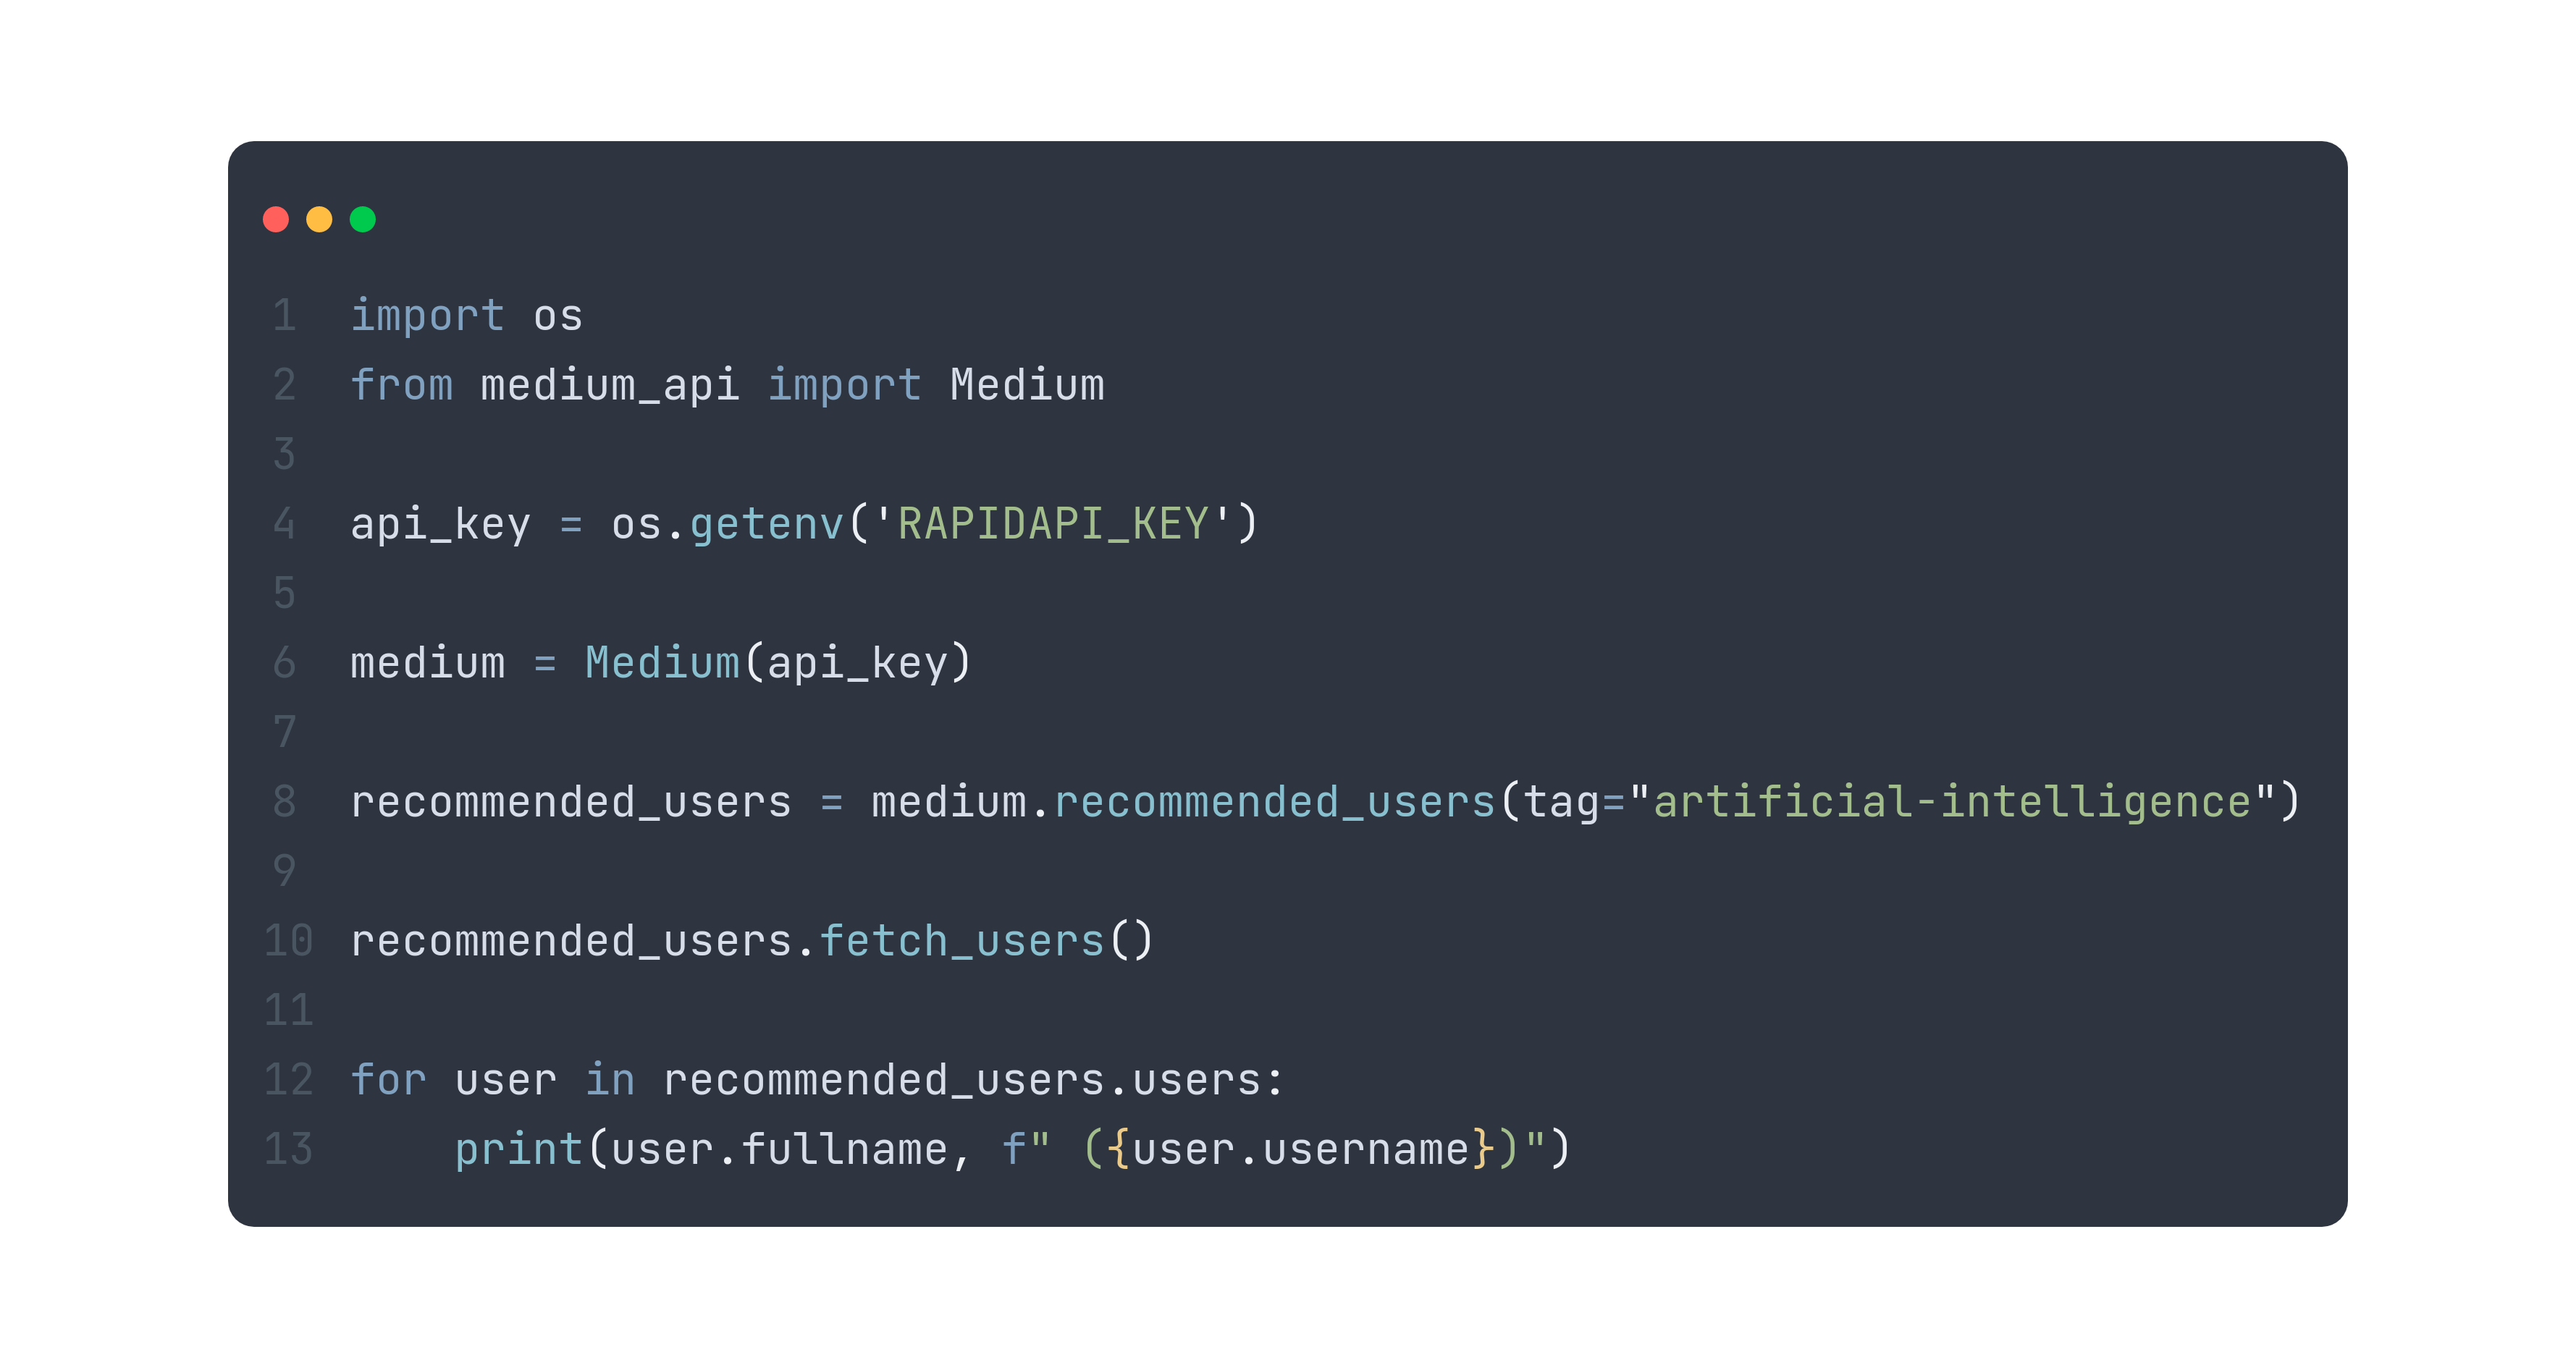 1 import os
2 from medium_api import Medium
3
4 api_key = os.getenv('RAPIDAPI_KEY')
5
6 medium = Medium(api_key)
7
8 recommended_users = medium.recommended_users(tag="artificial-intelligence")
9
10 recommended_users.fetch_users()
11
12 for user in recommended_users.users:
13     print(user.fullname, f" ({user.username})")